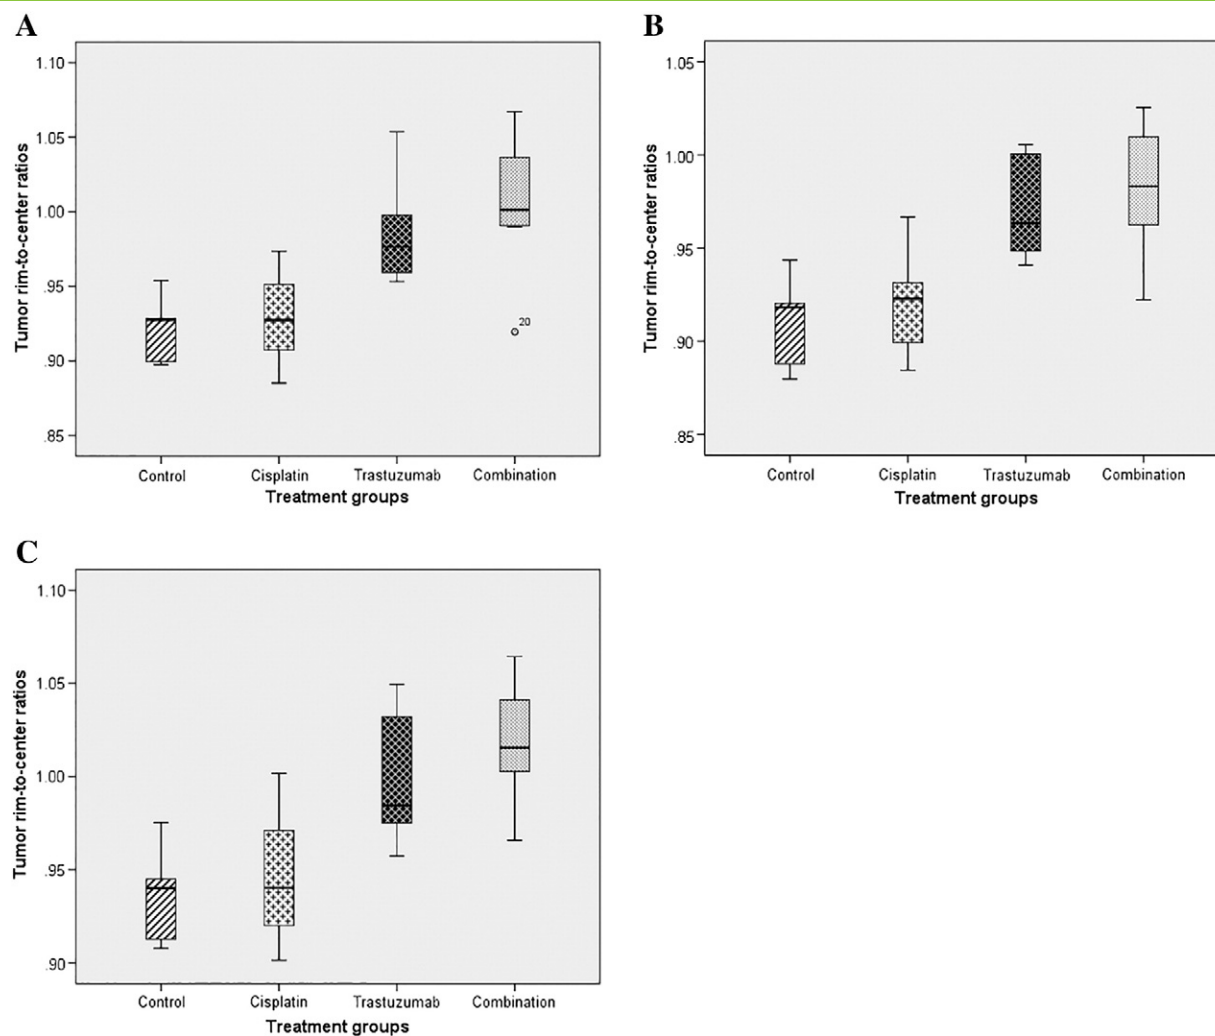 A
Tumor rim-to-center ratios
1.10
1.05
1.00
.95
.90
.85
20
Control Cisplatin Trastuzumab Combination
Treatment groups
B
Tumor rim-to-center ratios
1.05
1.00
.95
.90
.85
Control Cisplatin Trastuzumab Combination
Treatment groups
C
Tumor rim-to-center ratios
1.10
1.05
1.00
.95
.90
Control Cisplatin Trastuzumab Combination
Treatment groups